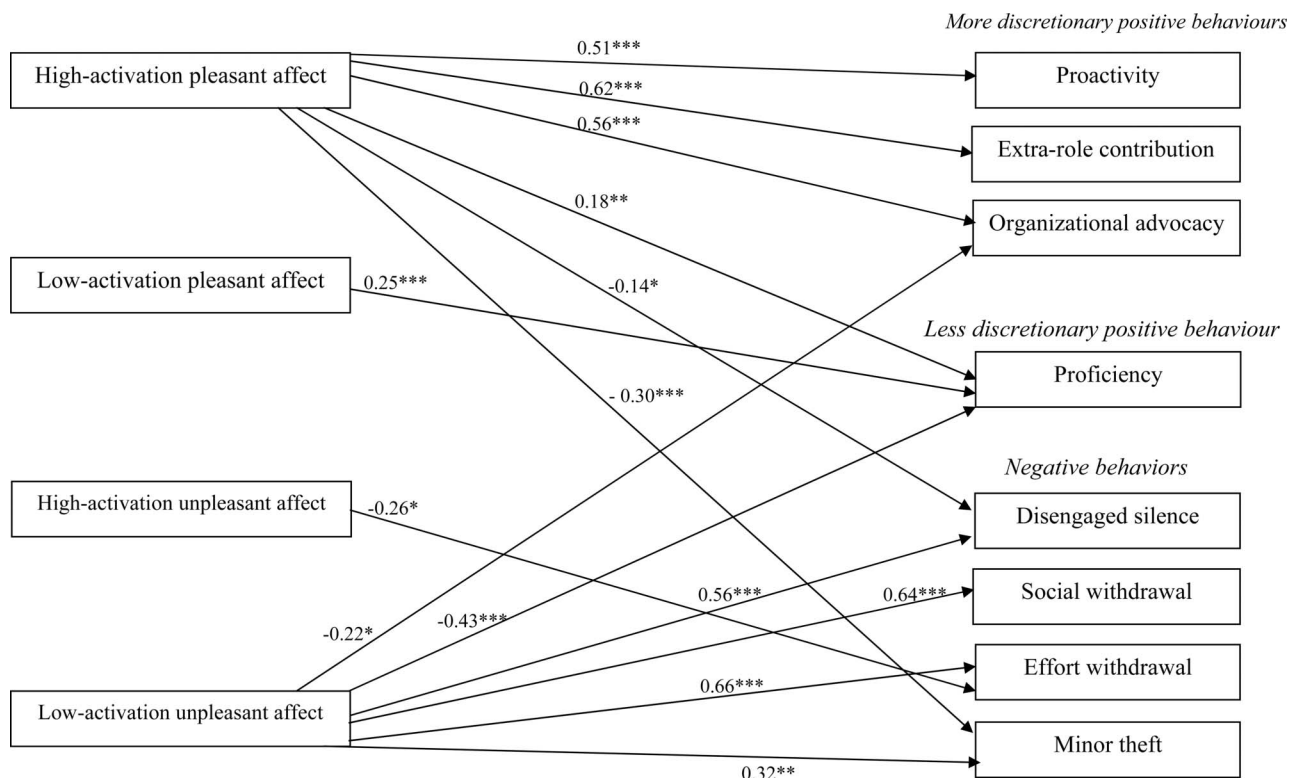 More discretionary positive behaviours
0.51***
High-activation pleasant affect
Proactivity
0.62***
0.56***
Extra-role contribution
0.18**
Organizational advocacy
Low-activation pleasant affect
0.25***
-0.14*
Less discretionary positive behaviour
Proficiency
- 0.30***
Negative behaviors
High-activation unpleasant affect
-0.26*
Disengaged silence
0.56***
0.64***
Social withdrawal
-0.22*
-0.43***
Effort withdrawal
0.66***
Low-activation unpleasant affect
Minor theft
0.32**